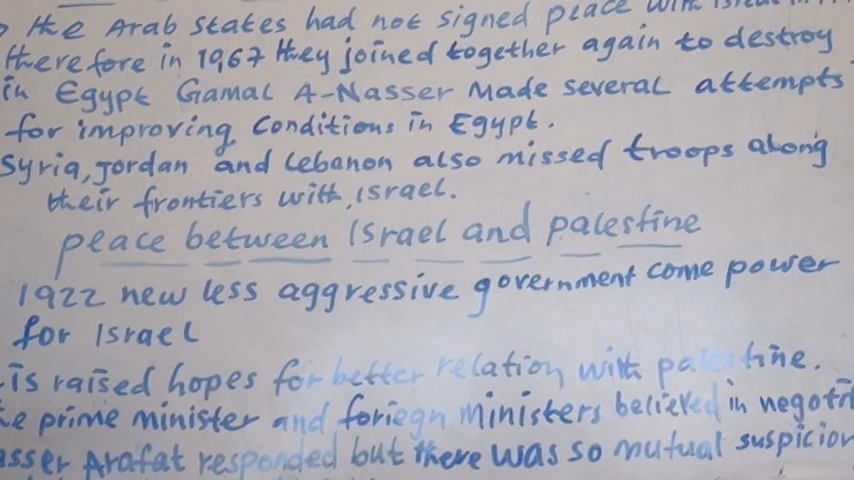 the Arab states had not signed peace with
therefore in 1967 they joined together again to destroy
in Egypt Gamal A-Nasser Made several attempts
for improving Conditions in Egypt.
Syria, Jordan and Lebanon also missed troops along
their frontiers with Israel.
peace between Israel and palestine
1922 new less aggressive government come power
for Israel
is raised hopes for better relation with palestine.
prime minister and foriegn Ministers believed in
Arafat responded but there was so mutual suspicion